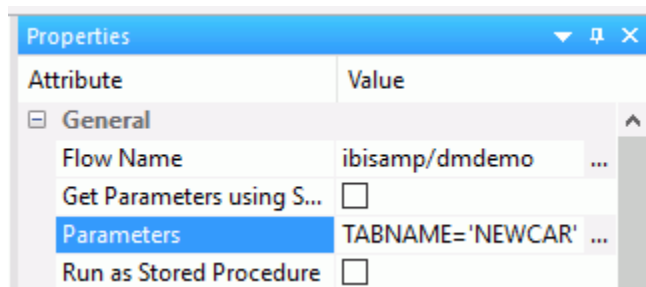 Properties
Attribute Value
General
Flow Name ibisamp/dmdemo ...
Get Parameters using S...
Parameters TABNAME='NEWCAR' ...
Run as Stored Procedure